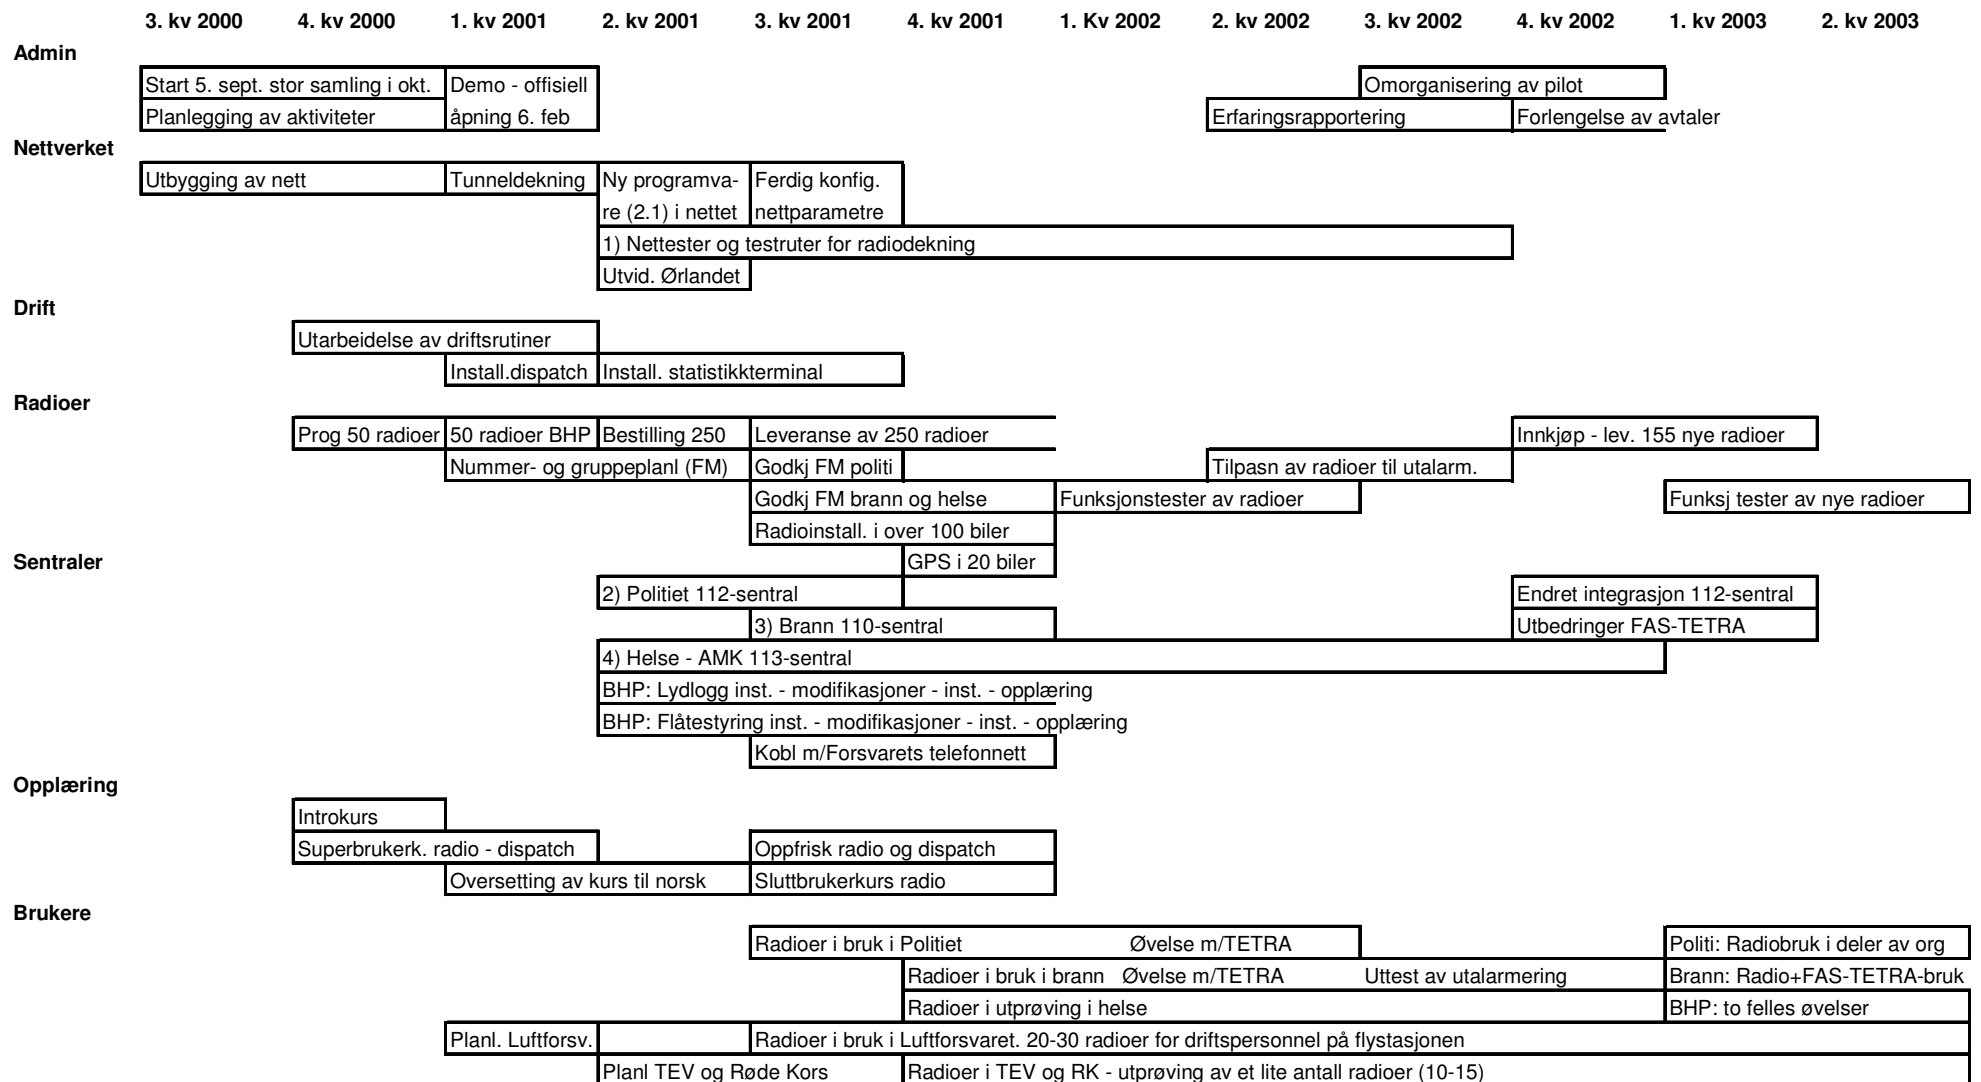 3. kv 2000 4. kv 2000 1. kv 2001 2. kv 2001 3. kv 2001 4. kv 2001 1. Kv 2002 2. kv 2002 3. kv 2002 4. kv 2002 1. kv 2003 2. kv 2003
Admin
Start 5. sept. stor samling i okt. Demo - offisiell Omorganisering av pilot
Planlegging av aktiviteter åpning 6. feb Erfaringsrapportering Forlengelse av avtaler
Nettverket
Utbygging av nett Tunneldekning Ny programva- Ferdig konfig.
re (2.1) i nettet nettparametre
1) Nettester og testruter for radiodekning
Utvid. Ørlandet
Drift
Utarbeidelse av driftsrutiner
Install.dispatch Install. statistikkterminal
Radioer
Prog 50 radioer 50 radioer BHP Bestilling 250 Leveranse av 250 radioer Innkjøp - lev. 155 nye radioer
Nummer- og gruppeplanl (FM) Godkj FM politi Tilpasn av radioer til utalarm.
Godkj FM brann og helse Funksjonstester av radioer Funksj tester av nye radioer
Radioinstall. i over 100 biler
Sentraler GPS i 20 biler
2) Politiet 112-sentral Endret integrasjon 112-sentral
3) Brann 110-sentral Utbedringer FAS-TETRA
4) Helse - AMK 113-sentral
BHP: Lydlogg inst. - modifikasjoner - inst. - opplæring
BHP: Flåtestyring inst. - modifikasjoner - inst. - opplæring
Kobl m/Forsvarets telefonnett
Opplæring
Introkurs
Superbrukerk. radio - dispatch Oppfrisk radio og dispatch
Oversetting av kurs til norsk Sluttbrukerkurs radio
Brukere
Radioer i bruk i Politiet Øvelse m/TETRA Politi: Radiobruk i deler av org
Radioer i bruk i brann Øvelse m/TETRA Uttest av utalarmering Brann: Radio+FAS-TETRA-bruk
Radioer i utprøving i helse BHP: to felles øvelser
Planl. Luftforsv. Radioer i bruk i Luftforsvaret. 20-30 radioer for driftspersonnel på flystasjonen
Planl TEV og Røde Kors Radioer i TEV og RK - utprøving av et lite antall radioer (10-15)